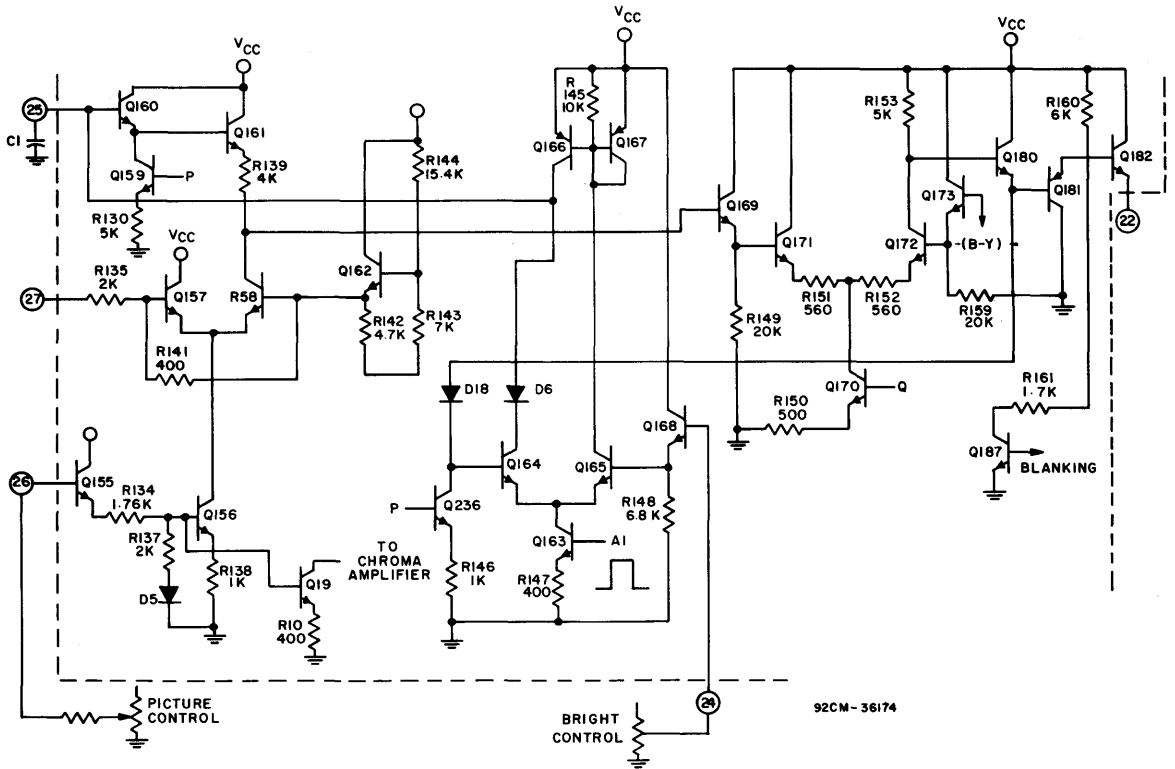 VCC
VCC
VCC
25
C1
Q160
Q161
Q159
P
R139
4K
R130
5K
VCC
R
145
10K
Q166
Q167
R144
15.4K
Q162
R142
4.7K
R143
7K
R135
2K
27
Q157
R58
R141
400
R153
5K
R160
6K
Q180
Q182
Q181
Q173
22
Q169
Q171
Q172
-(B-Y)
R151
560
R152
560
R159
20K
R149
20K
Q170
Q
R150
500
R161
1.7K
Q187
BLANKING
D18
D6
Q168
Q164
Q165
26
Q155
R134
1.76K
Q156
R137
2K
R138
1K
D5
Q19
TO
CHROMA
AMPLIFIER
R10
400
P
Q236
R146
1K
Q163
A1
R147
400
R148
6.8K
PICTURE
CONTROL
BRIGHT
CONTROL
24
92CM-36174